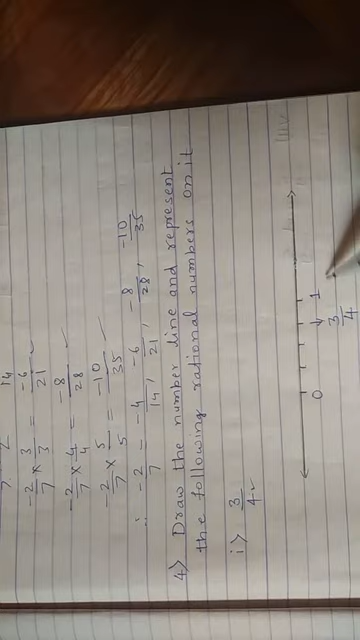 -2/7 × 3/3 = -6/21
-2/7 × 4/4 = -8/28
-2/7 × 5/5 = -10/35
∴ -2/7 = -4/14, -6/21, -8/28, -10/35
4> Draw the number line and represent
the following rational numbers on it
i> 3/4
0 1
3/4